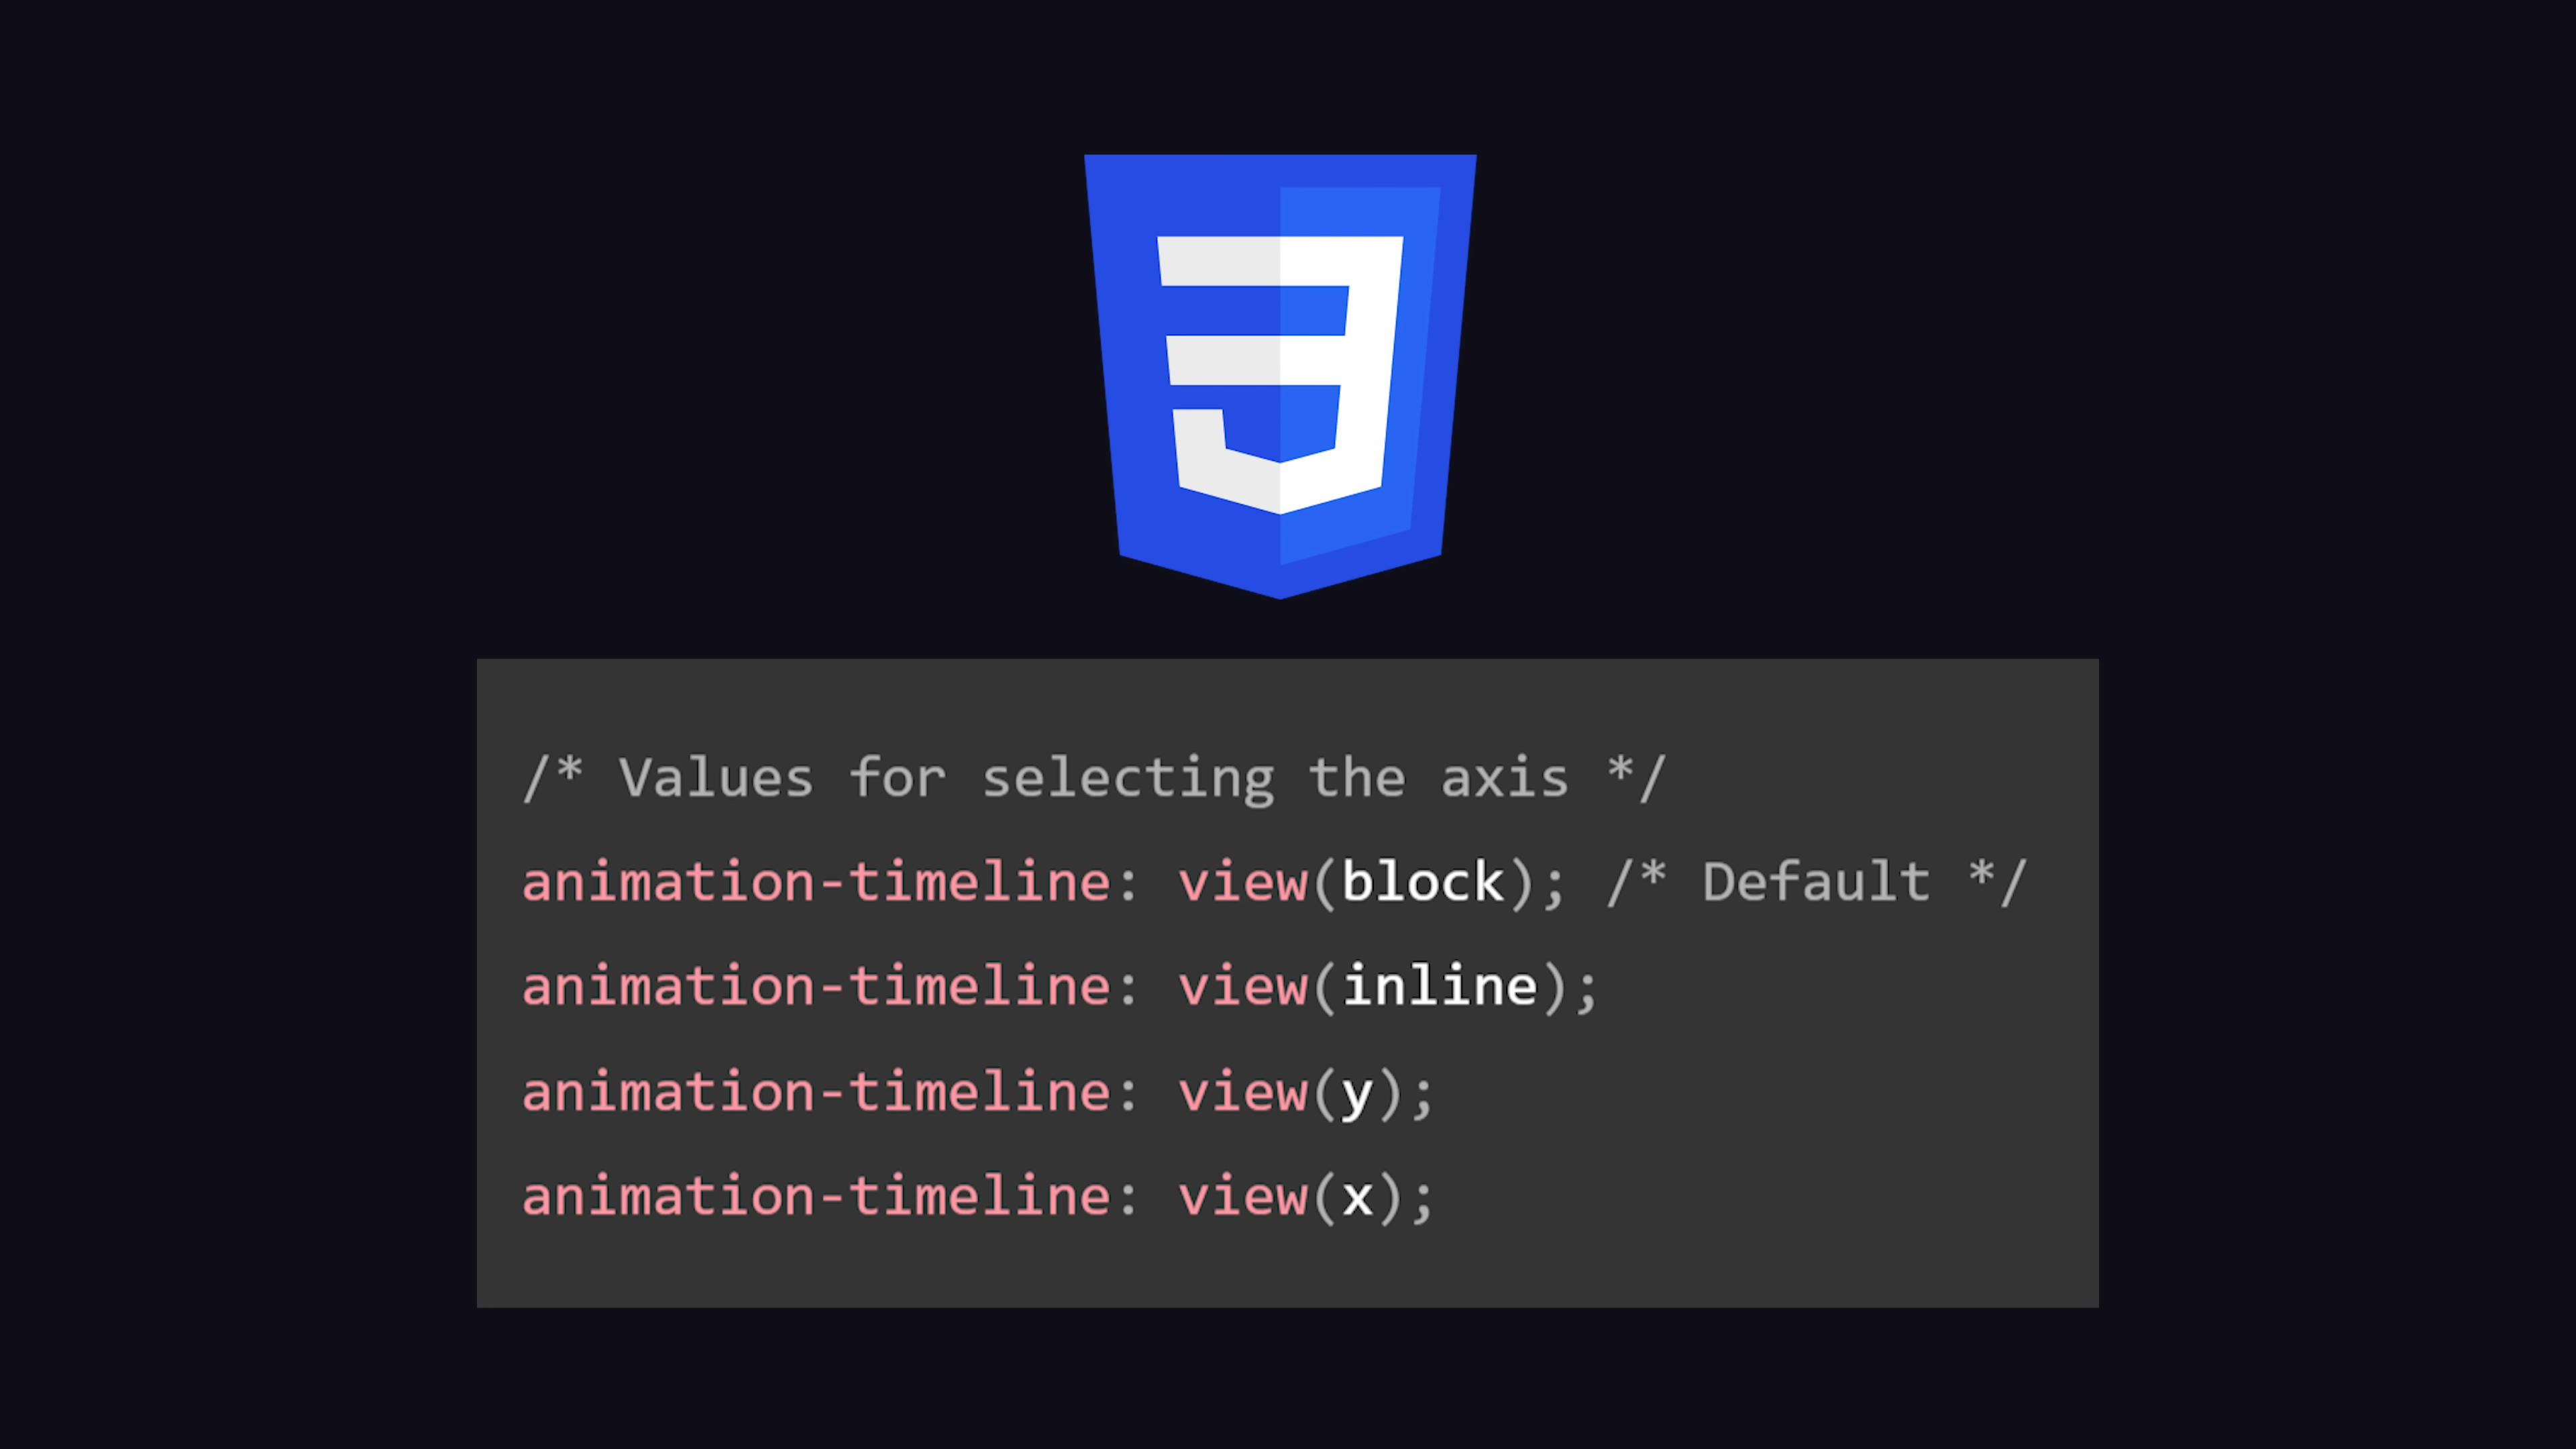 /* Values for selecting the axis */
animation-timeline: view(block); /* Default */
animation-timeline: view(inline);
animation-timeline: view(y);
animation-timeline: view(x);